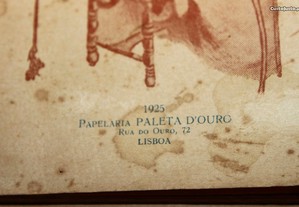 1925
PAPELARIA PALETA D'OURO
RUA DO OURO, 72
LISBOA